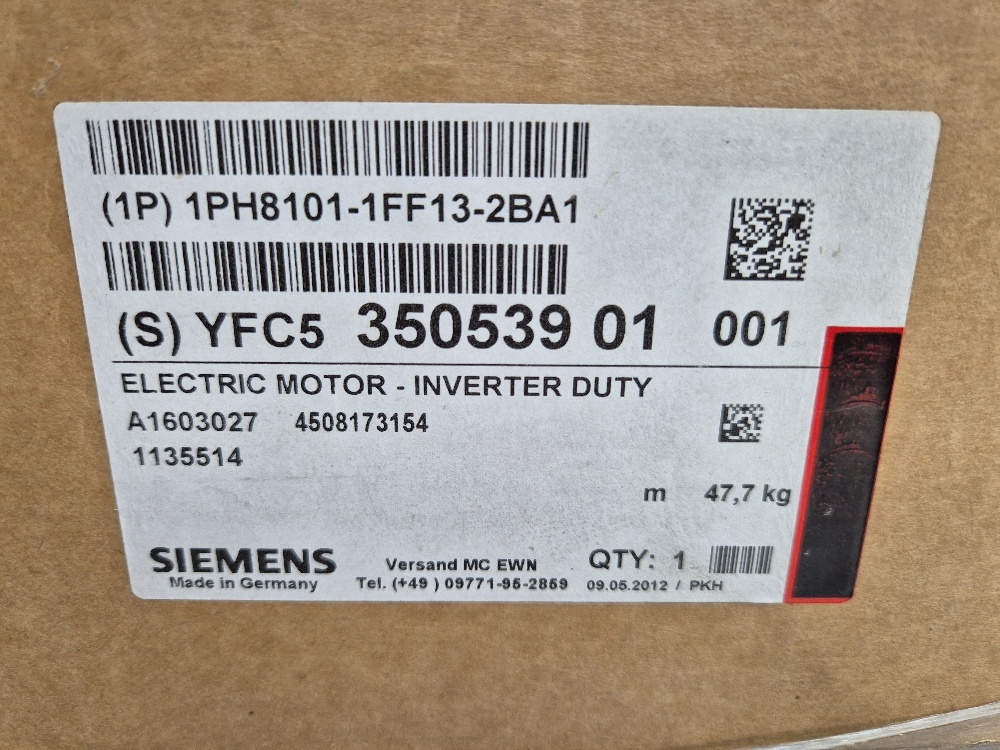 (1P) 1PH8101-1FF13-2BA1
(S) YFC5 350539 01 001
ELECTRIC MOTOR - INVERTER DUTY
A1603027 4508173154
1135514
m 47,7 kg
SIEMENS
Made in Germany
Versand MC EWN
Tel. (+49 ) 09771-95-2859
QTY: 1
09.05.2012 / PKH